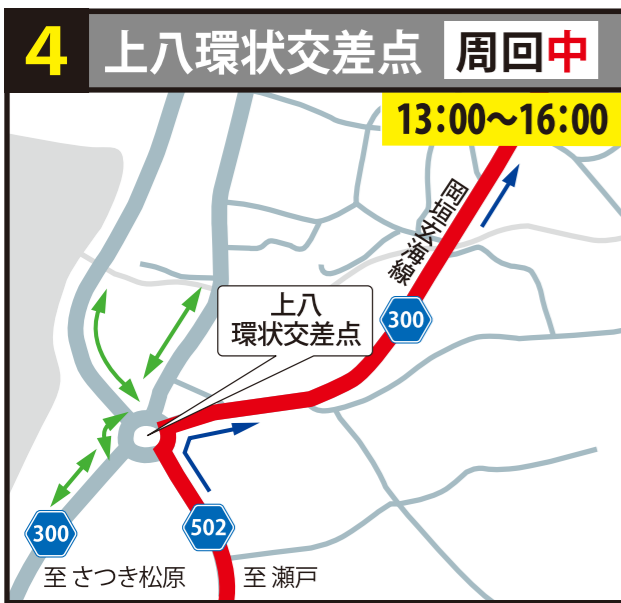 4
上八環状交差点
周回中
13:00～16:00
岡垣玄海線
上八
環状交差点
300
300
502
至 さつき松原
至 瀬戸